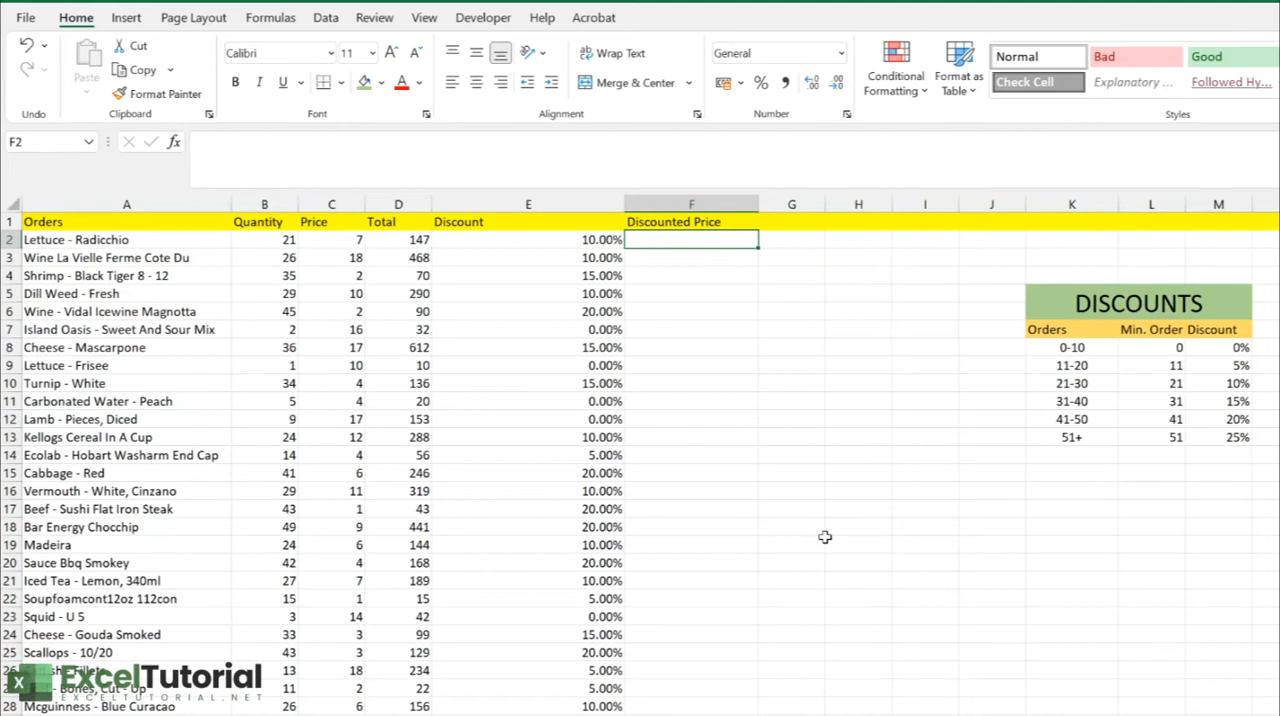 File Home Insert Page Layout Formulas Data Review View Developer Help Acrobat
Cut
Copy
Format Painter
Paste
Calibri 11
B I U
Wrap Text
Merge & Center
General
Conditional Formatting
Format as Table
Normal Bad Good
Check Cell Explanatory ... Followed Hy...
Undo Clipboard Font Alignment Number Styles
F2 fx
A B C D E F G H I J K L M
1 Orders Quantity Price Total Discount Discounted Price
2 Lettuce - Radicchio 21 7 147 10.00%
3 Wine La Vielle Ferme Cote Du 26 18 468 10.00%
4 Shrimp - Black Tiger 8 - 12 35 2 70 15.00%
5 Dill Weed - Fresh 29 10 290 10.00% DISCOUNTS
6 Wine - Vidal Icewine Magnotta 45 2 90 20.00%
7 Island Oasis - Sweet And Sour Mix 2 16 32 0.00% Orders Min. Order Discount
8 Cheese - Mascarpone 36 17 612 15.00% 0-10 0 0%
9 Lettuce - Frisee 1 10 10 0.00% 11-20 11 5%
10 Turnip - White 34 4 136 15.00% 21-30 21 10%
11 Carbonated Water - Peach 5 4 20 0.00% 31-40 31 15%
12 Lamb - Pieces, Diced 9 17 153 0.00% 41-50 41 20%
13 Kellogs Cereal In A Cup 24 12 288 10.00% 51+ 51 25%
14 Ecolab - Hobart Washarm End Cap 14 4 56 5.00%
15 Cabbage - Red 41 6 246 20.00%
16 Vermouth - White, Cinzano 29 11 319 10.00%
17 Beef - Sushi Flat Iron Steak 43 1 43 20.00%
18 Bar Energy Chocchip 49 9 441 20.00%
19 Madeira 24 6 144 10.00%
20 Sauce Bbq Smokey 42 4 168 20.00%
21 Iced Tea - Lemon, 340ml 27 7 189 10.00%
22 Soupfoamcont12oz 112con 15 1 15 5.00%
23 Squid - U 5 3 14 42 0.00%
24 Cheese - Gouda Smoked 33 3 99 15.00%
25 Scallops - 10/20 43 3 129 20.00%
13 18 234 5.00%
Bones, Cut - Up 11 2 22 5.00%
28 Mcguinness - Blue Curacao 26 6 156 10.00%
X ExcelTutorial
EXCELTUTORIAL.NET